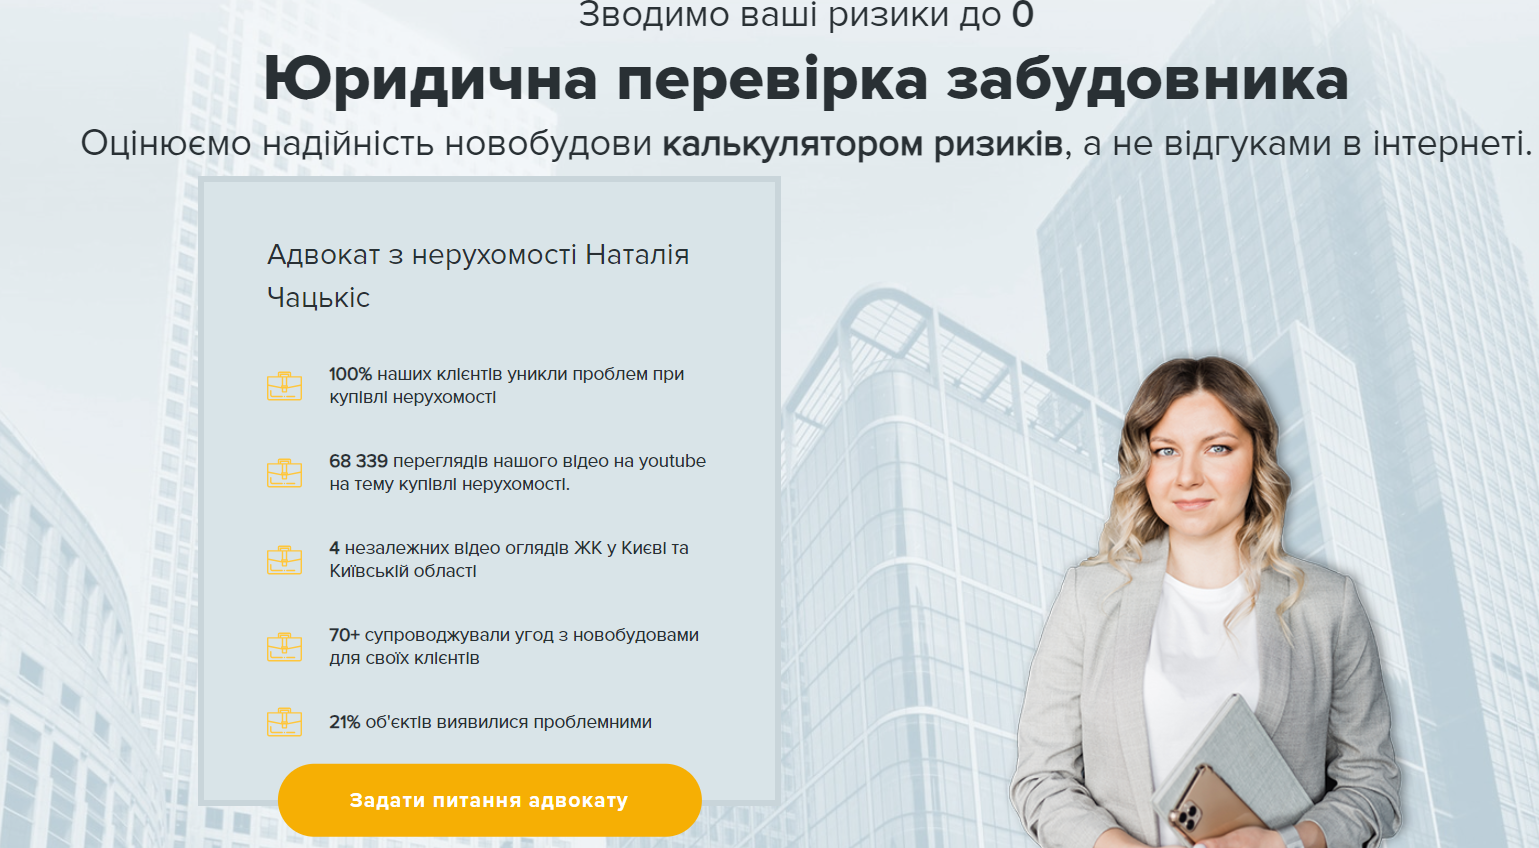 Зводимо ваші ризики до 0
Юридична перевірка забудовника
Оцінюємо надійність новобудови калькулятором ризиків, а не відгуками в інтернеті.
Адвокат з нерухомості Наталія
Чацькіс
100% наших клієнтів уникли проблем при
купівлі нерухомості
68 339 переглядів нашого відео на youtube
на тему купівлі нерухомості.
4 незалежних відео оглядів ЖК у Києві та
Київській області
70+ супроводжували угод з новобудовами
для своїх клієнтів
21% об'єктів виявилися проблемними
Задати питання адвокату